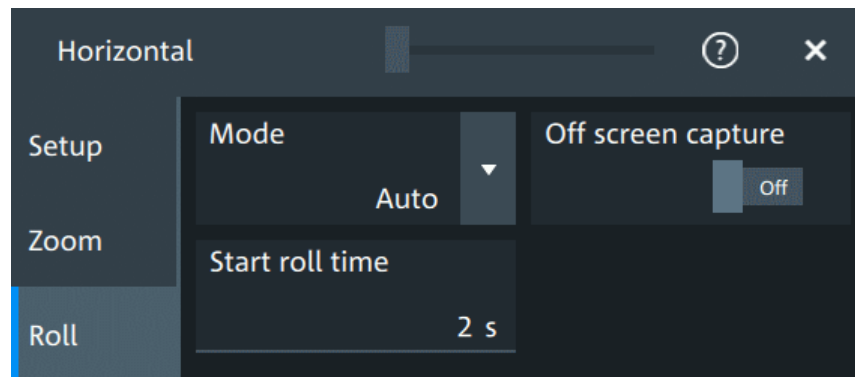 Horizontal
?
Setup
Zoom
Roll
Mode
Auto
Off screen capture
Off
Start roll time
2 s